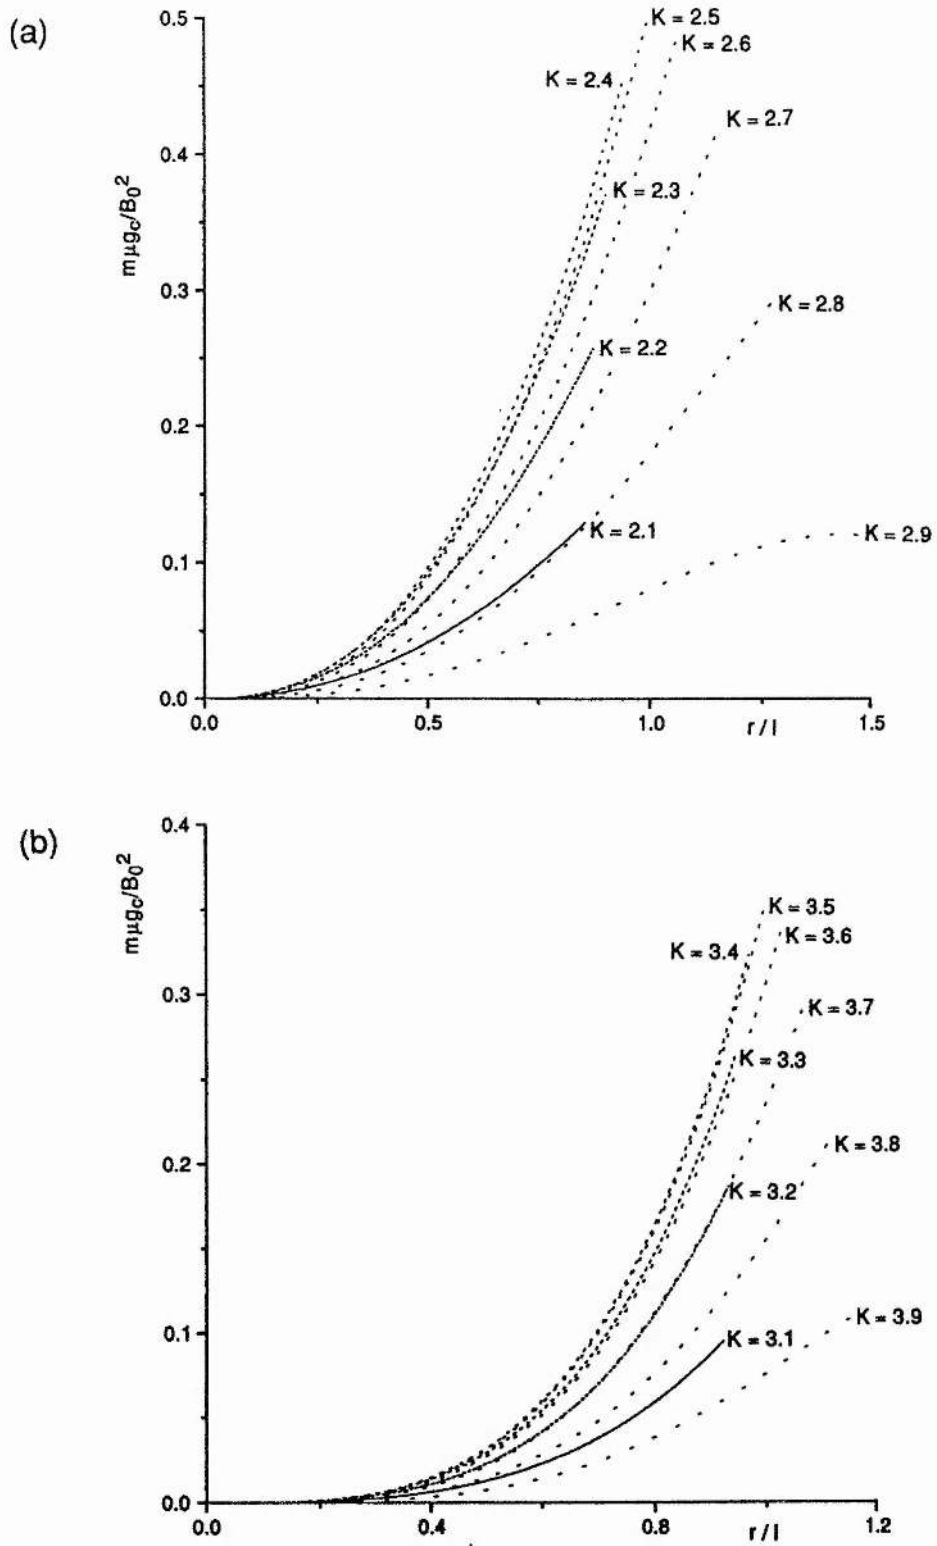 (a)
0.5
K = 2.5
K = 2.6
K = 2.4
K = 2.7
0.4
mμg_c/B₀²
K = 2.3
0.3
K = 2.8
K = 2.2
0.2
K = 2.1
K = 2.9
0.1
0.0
0.0
0.5
1.0
1.5
r / l
(b)
0.4
mμg_c/B₀²
K = 3.5
K = 3.6
K = 3.4
0.3
K = 3.7
K = 3.3
0.2
K = 3.8
K = 3.2
0.1
K = 3.1
K = 3.9
0.0
0.0
0.4
0.8
1.2
r / l